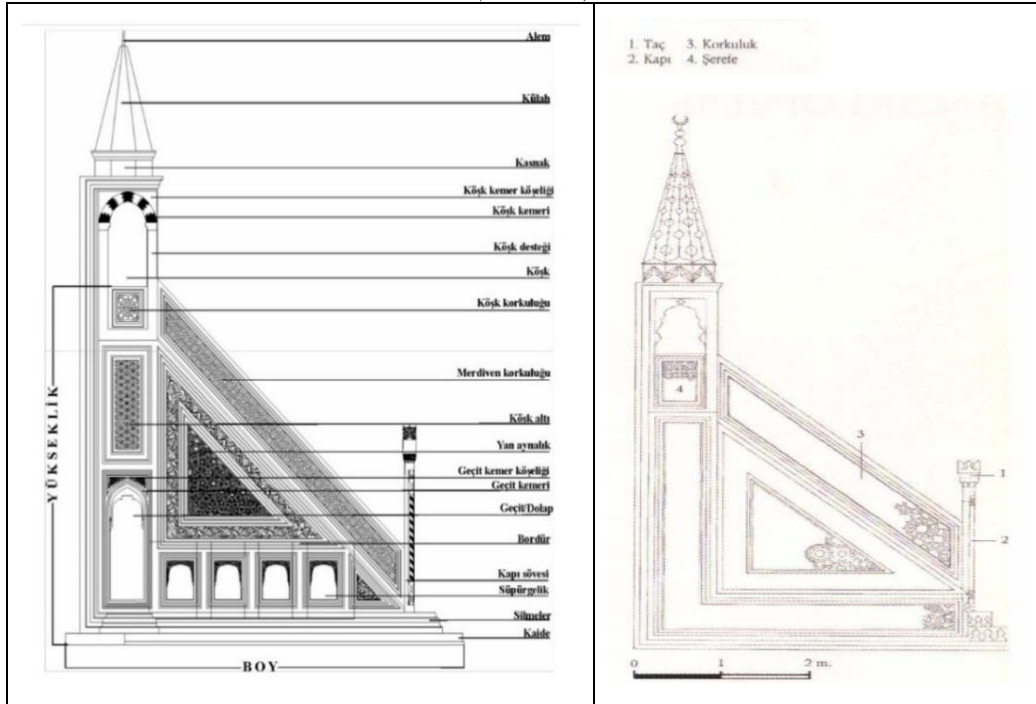 Alem
Külah
Kasnak
Köşk kemer köşeliği
Köşk kemeri
Köşk desteği
Köşk
Köşk korkuluğu
Merdiven korkuluğu
Köşk altı
Yan aynalık
Geçit kemer köşeliği
Geçit kemeri
Geçit/Dolap
Bordür
Kapı sövesi
Süpürgelik
Silmeler
Kaide
YÜKSEKLİK
BOY
1. Taç 3. Korkuluk
2. Kapı 4. Şerefe
4
3
1
2
0 1 2 m.